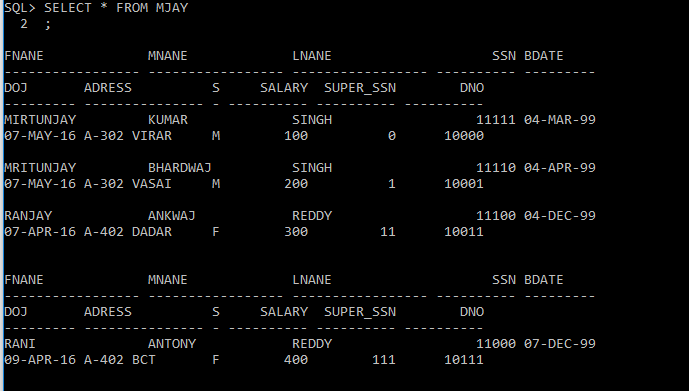 SQL> SELECT * FROM MJAY
  2  ;
FNANE             MNANE             LNANE                    SSN BDATE
----------------- ----------------- ----------------- ---------- ---------
DOJ       ADRESS          S     SALARY  SUPER_SSN        DNO
--------- --------------- - ---------- ---------- ----------
MIRTUNJAY         KUMAR             SINGH                  11111 04-MAR-99
07-MAY-16 A-302 VIRAR     M        100          0      10000
MRITUNJAY         BHARDWAJ          SINGH                  11110 04-APR-99
07-MAY-16 A-302 VASAI     M        200          1      10001
RANJAY            ANKWAJ            REDDY                  11100 04-DEC-99
07-APR-16 A-402 DADAR     F        300         11      10011
FNANE             MNANE             LNANE                    SSN BDATE
----------------- ----------------- ----------------- ---------- ---------
DOJ       ADRESS          S     SALARY  SUPER_SSN        DNO
--------- --------------- - ---------- ---------- ----------
RANI              ANTONY            REDDY                  11000 07-DEC-99
09-APR-16 A-402 BCT       F        400        111      10111